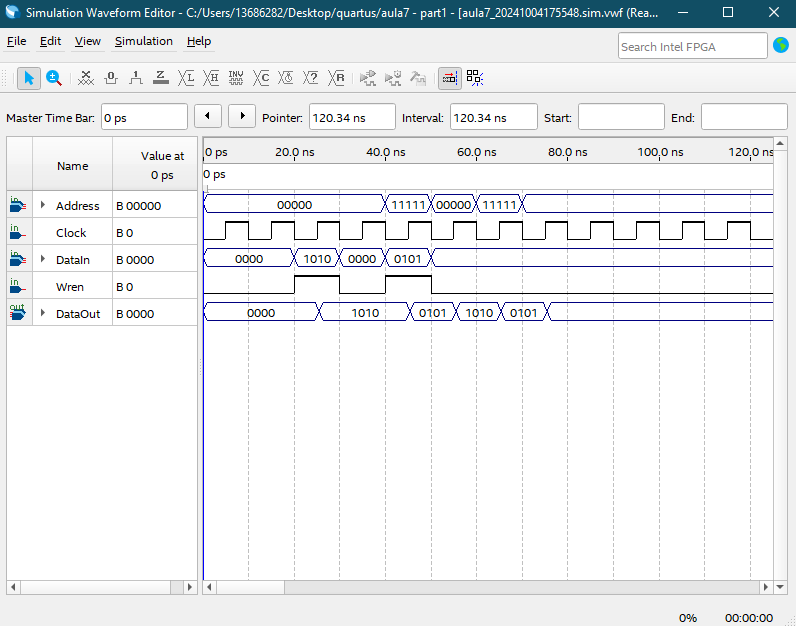 Simulation Waveform Editor - C:/Users/13686282/Desktop/quartus/aula7 - part1 - [aula7_20241004175548.sim.vwf (Rea...
File Edit View Simulation Help
Search Intel FPGA
Master Time Bar: 0 ps Pointer: 120.34 ns Interval: 120.34 ns Start: End:
Name Value at 0 ps
0 ps 20.0 ns 40.0 ns 60.0 ns 80.0 ns 100.0 ns 120.0 ns
0 ps
in Address B 00000 00000 11111 00000 11111
in Clock B 0
in DataIn B 0000 0000 1010 0000 0101
in Wren B 0
out DataOut B 0000 0000 1010 0101 1010 0101
0% 00:00:00